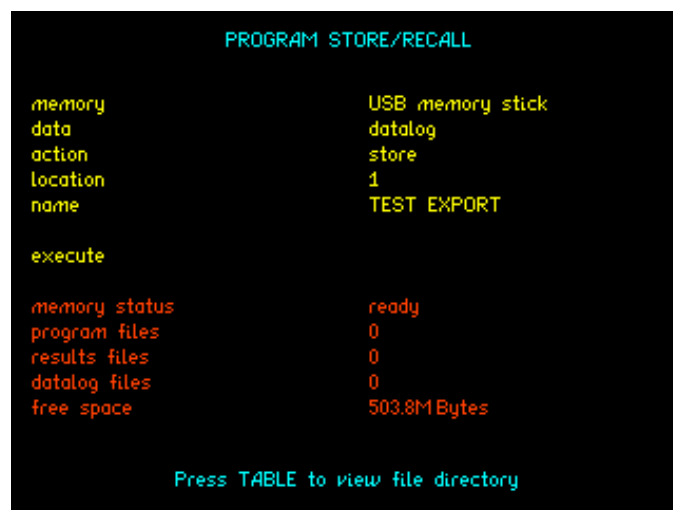 PROGRAM STORE/RECALL
memory USB memory stick
data datalog
action store
location 1
name TEST EXPORT
execute
memory status ready
program files 0
results files 0
datalog files 0
free space 503.8M Bytes
Press TABLE to view file directory